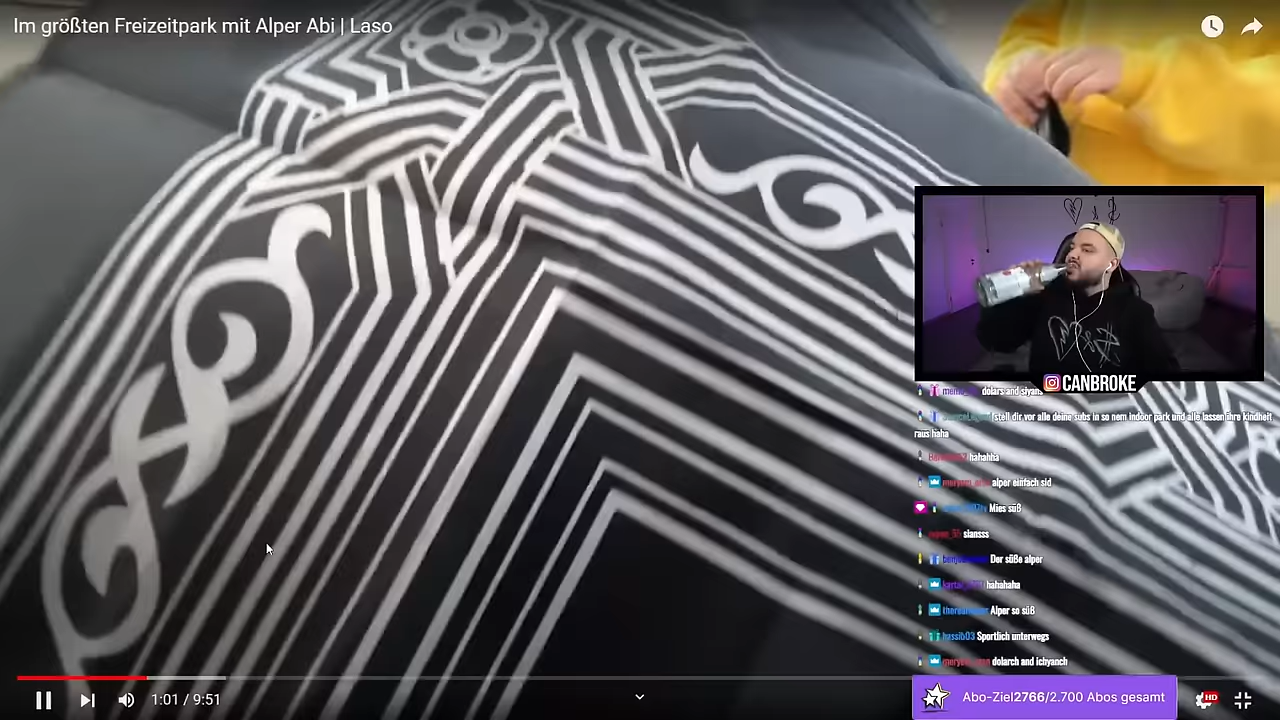 Im größten Freizeitpark mit Alper Abi | Laso
CANBROKE
dolars and siyahs
stell dir vor alle deine subs in so nem indoor park und alle lassen ihre kindheit
raus haha
hahahha
alper einfach sid
Mies süß
siansss
Der süße alper
hahahaha
Alper so süß
hassib03 Sportlich unterwegs
dolarch and ichyanch
1:01 / 9:51
Abo-Ziel2766/2.700 Abos gesamt
HD